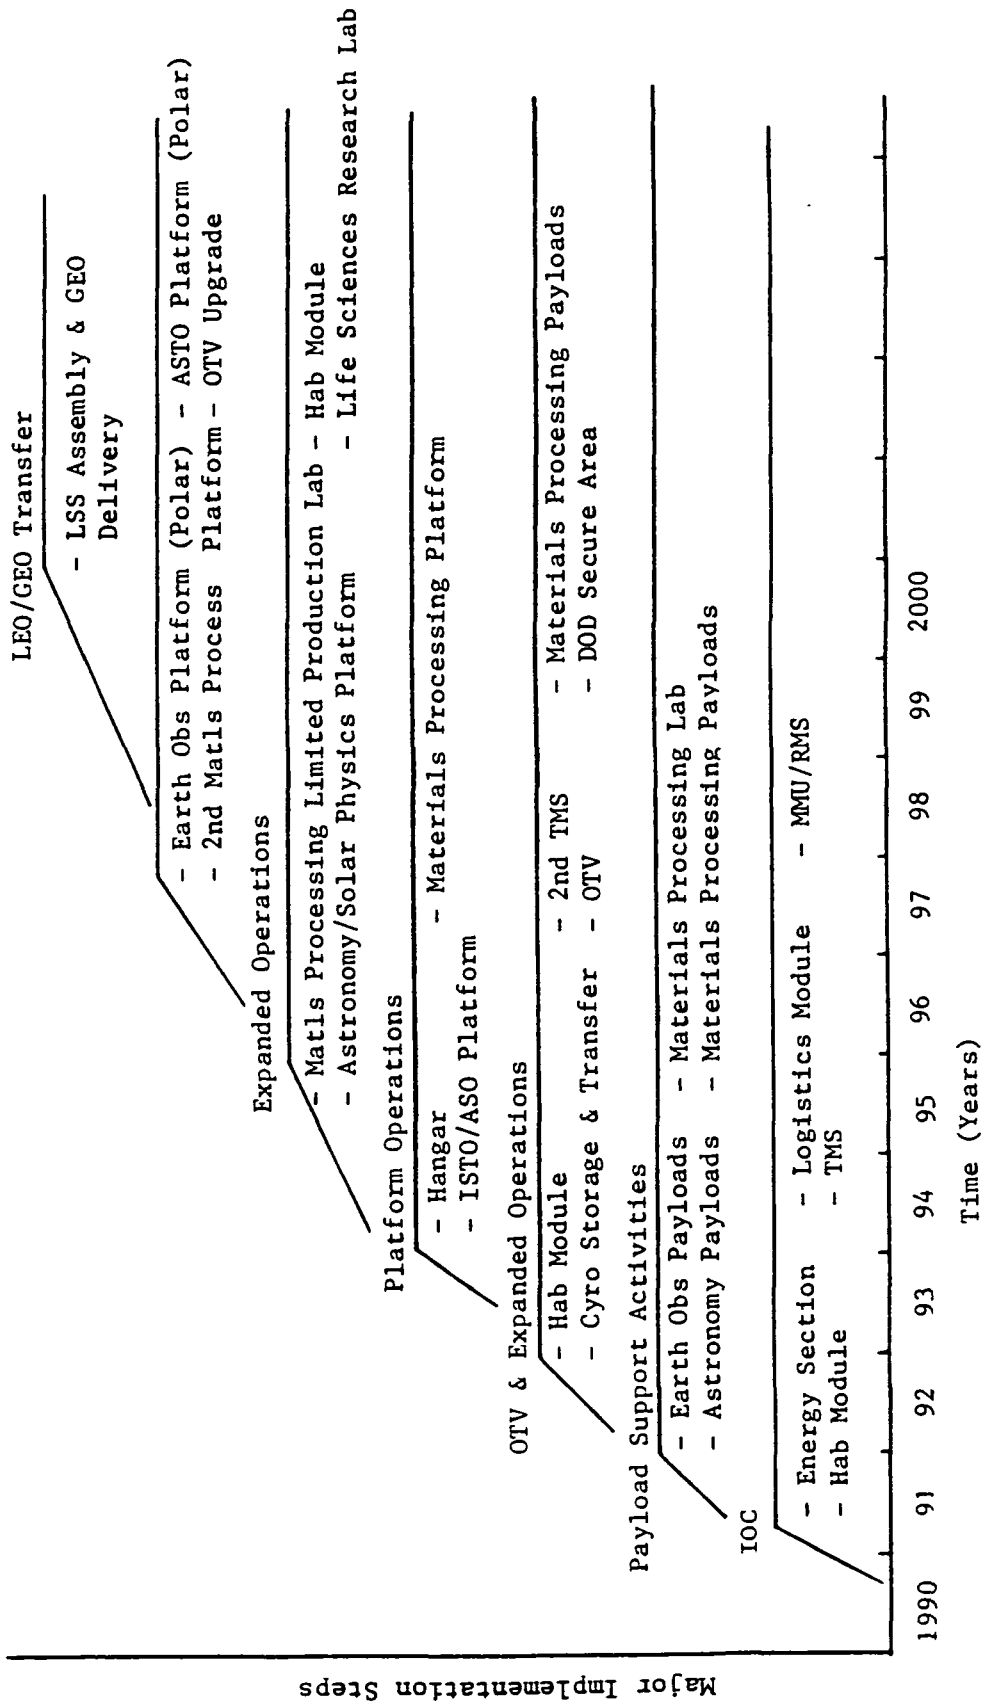 LEO/GEO Transfer
- LSS Assembly & GEO
Delivery
- Earth Obs Platform (Polar) - ASTO Platform (Polar)
- 2nd Matls Process Platform - OTV Upgrade
Expanded Operations
- Matls Processing Limited Production Lab - Hab Module
- Astronomy/Solar Physics Platform - Life Sciences Research Lab
Platform Operations
- Hangar - Materials Processing Platform
- ISTO/ASO Platform
OTV & Expanded Operations
- Hab Module - 2nd TMS - Materials Processing Payloads
- Cyro Storage & Transfer - OTV - DOD Secure Area
Payload Support Activities
- Earth Obs Payloads - Materials Processing Lab
- Astronomy Payloads - Materials Processing Payloads
IOC
- Energy Section - Logistics Module - MMU/RMS
- Hab Module - TMS
1990 91 92 93 94 95 96 97 98 99 2000
Time (Years)
Major Implementation Steps